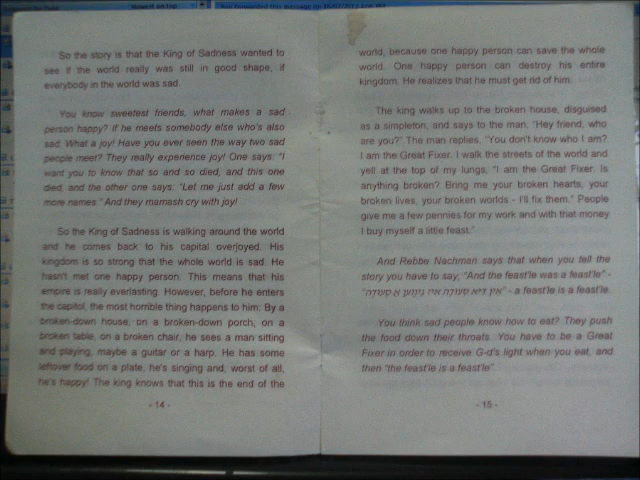 So the story is that the King of Sadness wanted to
see if the world really was still in good shape, if
everybody in the world was sad.
You know sweetest friends, what makes a sad
person happy? If he meets somebody else who's also
sad. What a joy! Have you ever seen the way two sad
people meet? They really experience joy! One says: "I
want you to know that so and so died, and this one
died, and the other one says: "Let me just add a few
more names." And they mamash cry with joy!
So the King of Sadness is walking around the world
and he comes back to his capital overjoyed. His
kingdom is so strong that the whole world is sad. He
hasn't met one happy person. This means that his
empire is really everlasting. However, before he enters
the capitol, the most horrible thing happens to him: By a
broken-down house, on a broken-down porch, on a
broken table, on a broken chair, he sees a man sitting
and playing, maybe a guitar or a harp. He has some
leftover food on a plate, he's singing and, worst of all,
he's happy! The king knows that this is the end of the
- 14 -
world, because one happy person can save the whole
world. One happy person can destroy his entire
kingdom. He realizes that he must get rid of him.
The king walks up to the broken house, disguised
as a simpleton, and says to the man, "Hey friend, who
are you?" The man replies, "You don't know who I am?
I am the Great Fixer. I walk the streets of the world and
yell at the top of my lungs, "I am the Great Fixer. Is
anything broken? Bring me your broken hearts, your
broken lives, your broken worlds - I'll fix them." People
give me a few pennies for my work and with that money
I buy myself a little feast."
And Rebbe Nachman says that when you tell the
story you have to say; "And the feast'le was a feast'le" -
"און דיא סעודה איז געווען א סעודה" - a feast'le is a feast'le.
You think sad people know how to eat? They push
the food down their throats. You have to be a Great
Fixer in order to receive G-d's light when you eat, and
then "the feast'le is a feast'le"
- 15 -